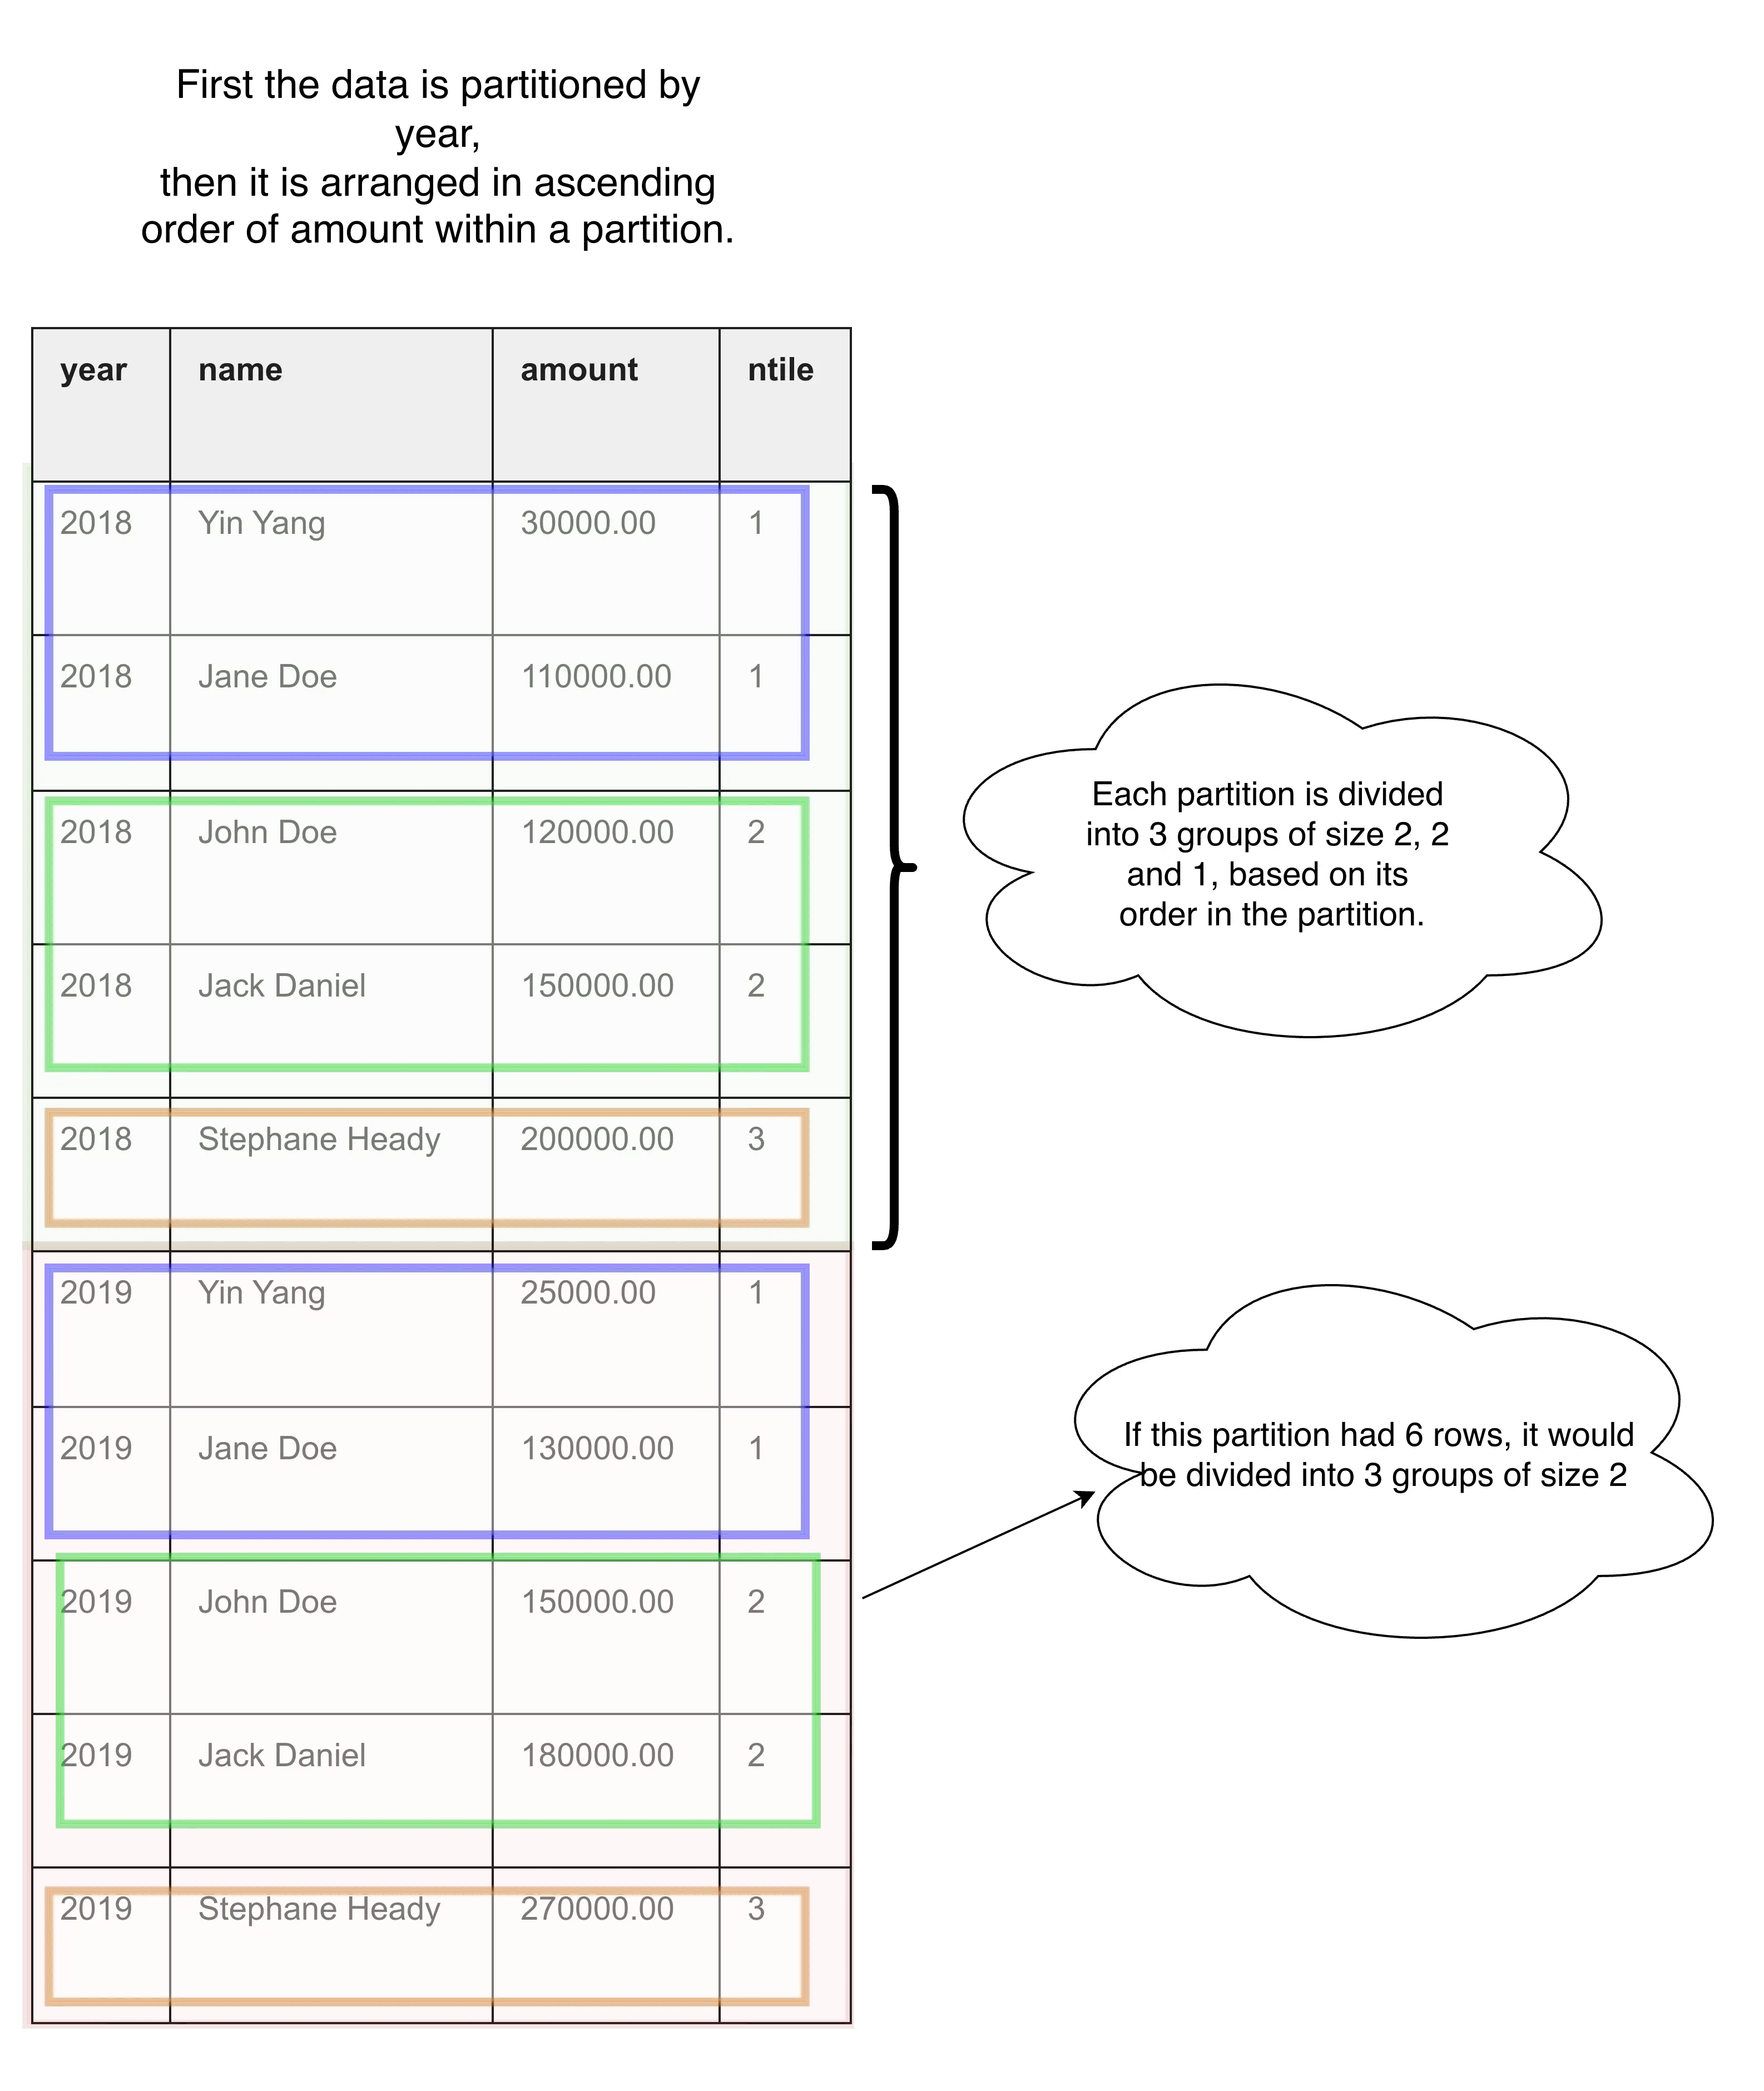 First the data is partitioned by
year,
then it is arranged in ascending
order of amount within a partition.
year name amount ntile
2018 Yin Yang 30000.00 1
2018 Jane Doe 110000.00 1
2018 John Doe 120000.00 2
2018 Jack Daniel 150000.00 2
2018 Stephane Heady 200000.00 3
2019 Yin Yang 25000.00 1
2019 Jane Doe 130000.00 1
2019 John Doe 150000.00 2
2019 Jack Daniel 180000.00 2
2019 Stephane Heady 270000.00 3
Each partition is divided
into 3 groups of size 2, 2
and 1, based on its
order in the partition.
If this partition had 6 rows, it would
be divided into 3 groups of size 2